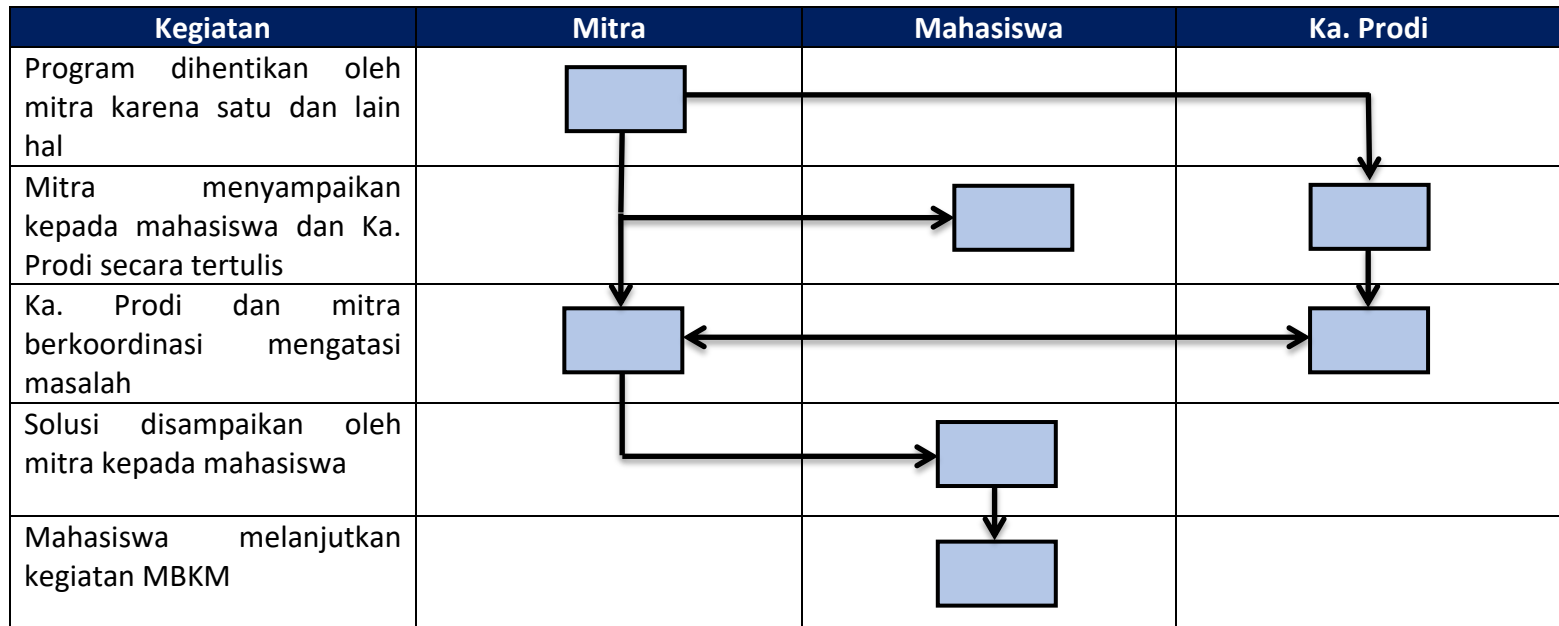 Kegiatan Mitra Mahasiswa Ka. Prodi
Program dihentikan oleh
mitra karena satu dan lain
hal
Mitra menyampaikan
kepada mahasiswa dan Ka.
Prodi secara tertulis
Ka. Prodi dan mitra
berkoordinasi mengatasi
masalah
Solusi disampaikan oleh
mitra kepada mahasiswa
Mahasiswa melanjutkan
kegiatan MBKM